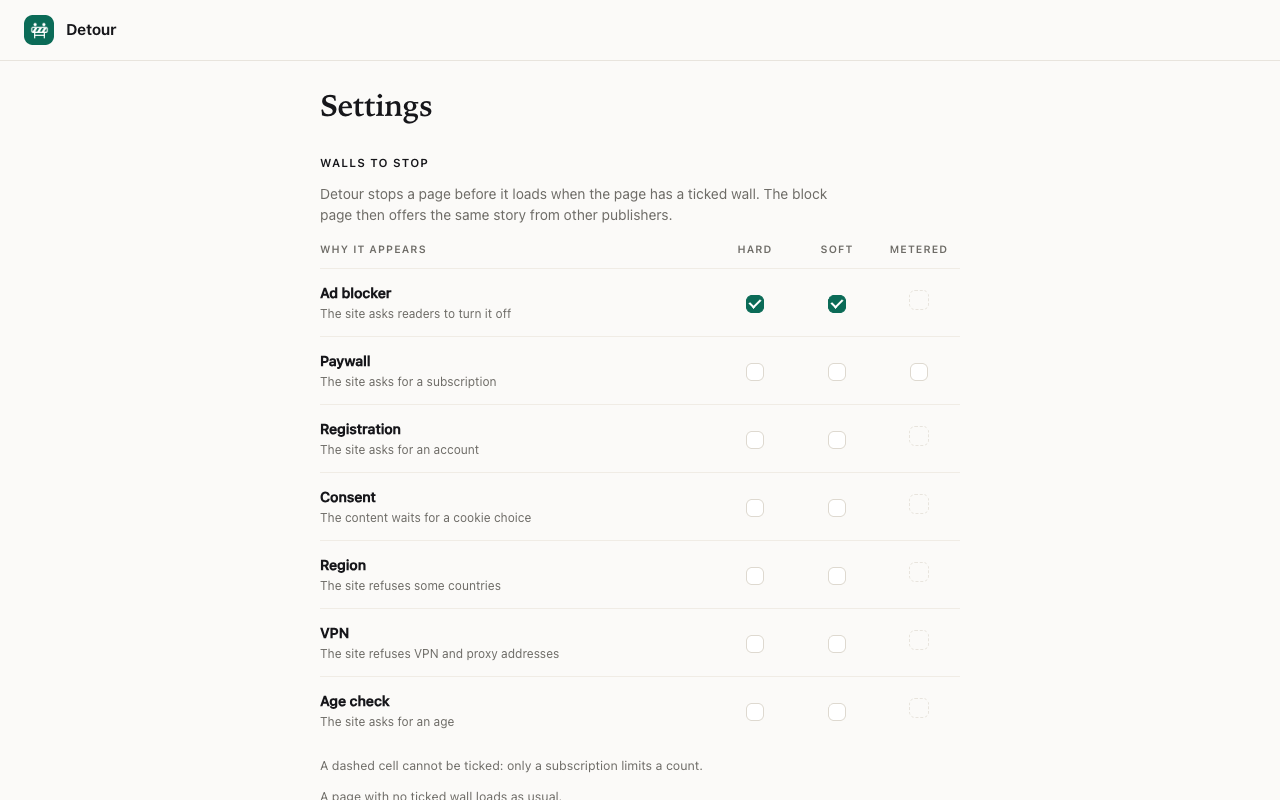 Detour
Settings
WALLS TO STOP
Detour stops a page before it loads when the page has a ticked wall. The block
page then offers the same story from other publishers.
WHY IT APPEARS HARD SOFT METERED
Ad blocker
The site asks readers to turn it off
Paywall
The site asks for a subscription
Registration
The site asks for an account
Consent
The content waits for a cookie choice
Region
The site refuses some countries
VPN
The site refuses VPN and proxy addresses
Age check
The site asks for an age
A dashed cell cannot be ticked: only a subscription limits a count.
A page with no ticked wall loads as usual.